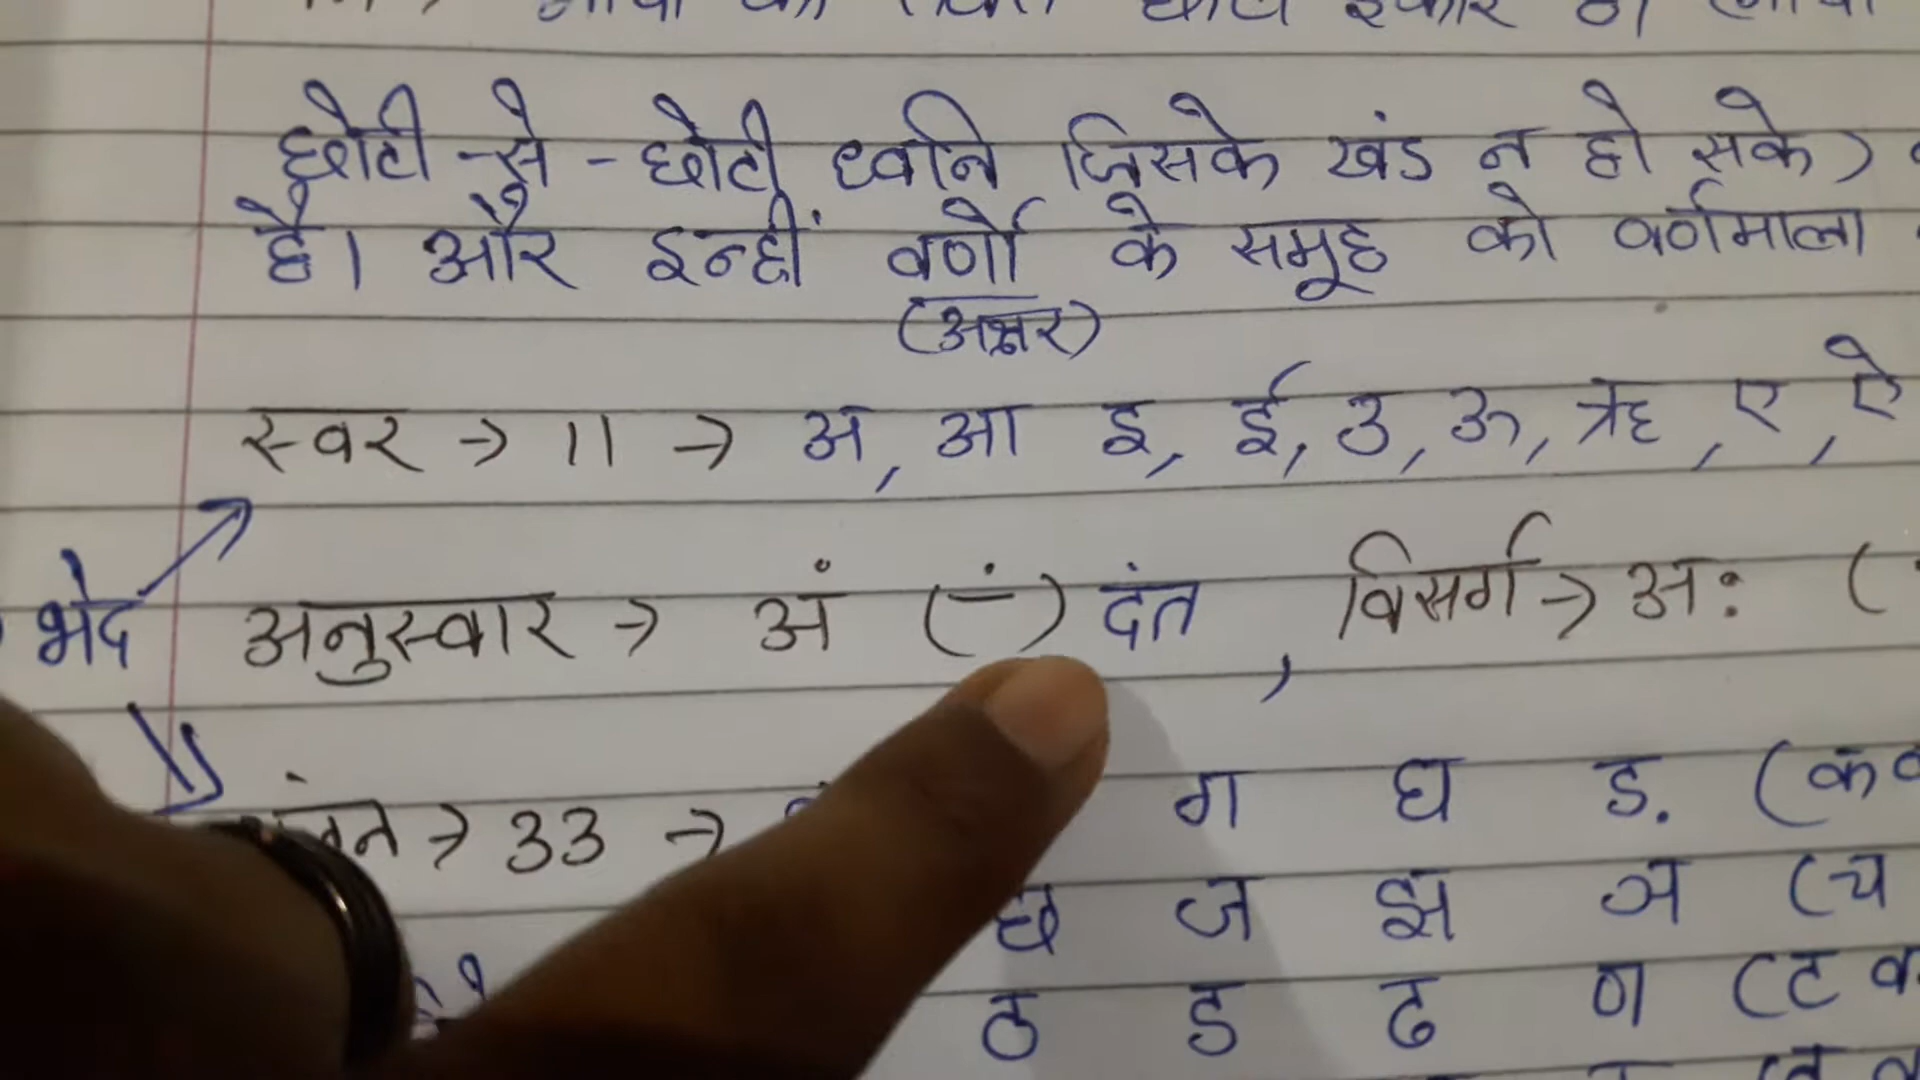 छोटी-से-छोटी ध्वनि जिसके खंड न हो सके)
है। और इन्हीं वर्णों के समूह को वर्णमाला
(अक्षर)
स्वर → 11 → अ, आ इ, ई, उ, ऊ, ऋ, ए, ऐ
भेद
अनुस्वार → अं (ं) दंत , विसर्ग → अः (
→ 33 → ग घ ङ (क
छ ज झ ञ (च
ठ ड ढ ण (ट